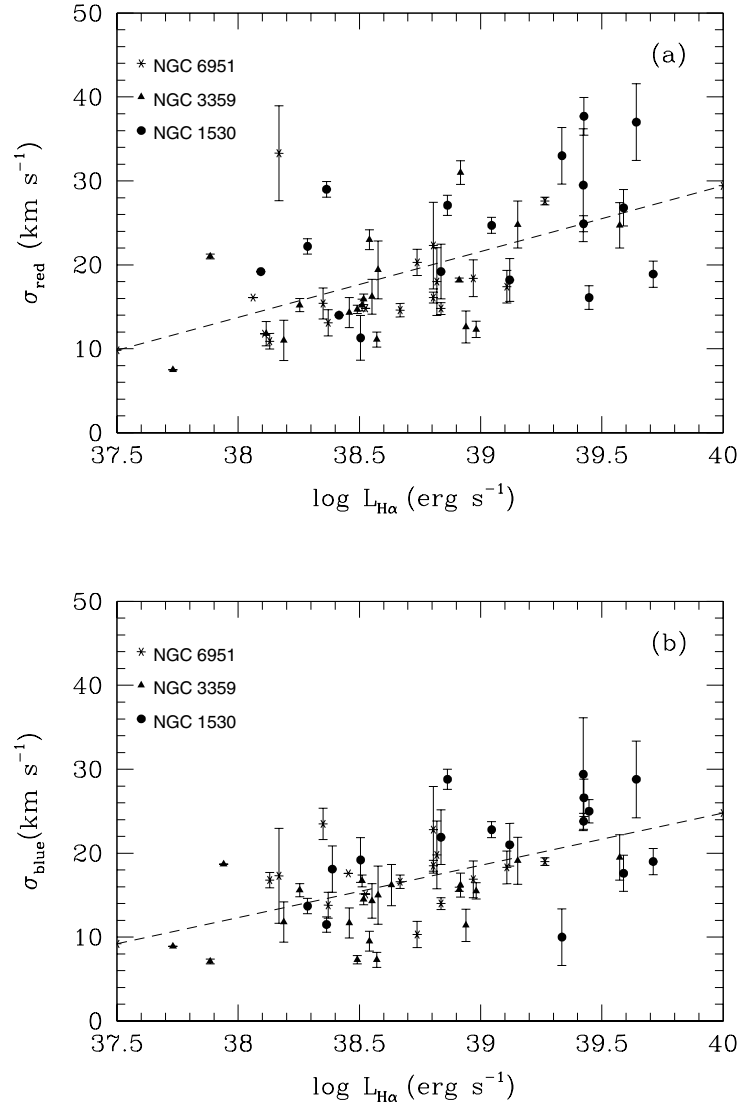 50
(a)
NGC 6951
40
NGC 3359
NGC 1530
30
σred (km s⁻¹)
20
10
0
37.5 38 38.5 39 39.5 40
log LHα (erg s⁻¹)
50
(b)
NGC 6951
40
NGC 3359
NGC 1530
30
σblue(km s⁻¹)
20
10
0
37.5 38 38.5 39 39.5 40
log LHα (erg s⁻¹)